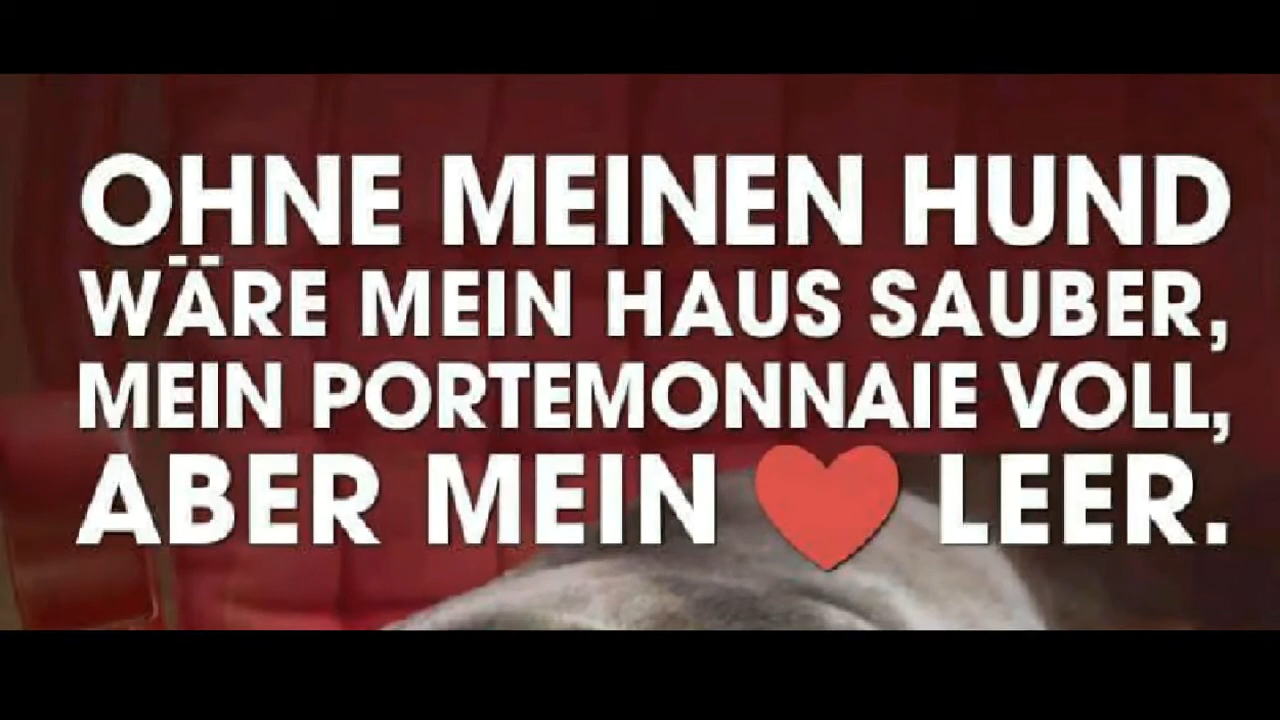 OHNE MEINEN HUND
WÄRE MEIN HAUS SAUBER,
MEIN PORTEMONNAIE VOLL,
ABER MEIN ❤ LEER.